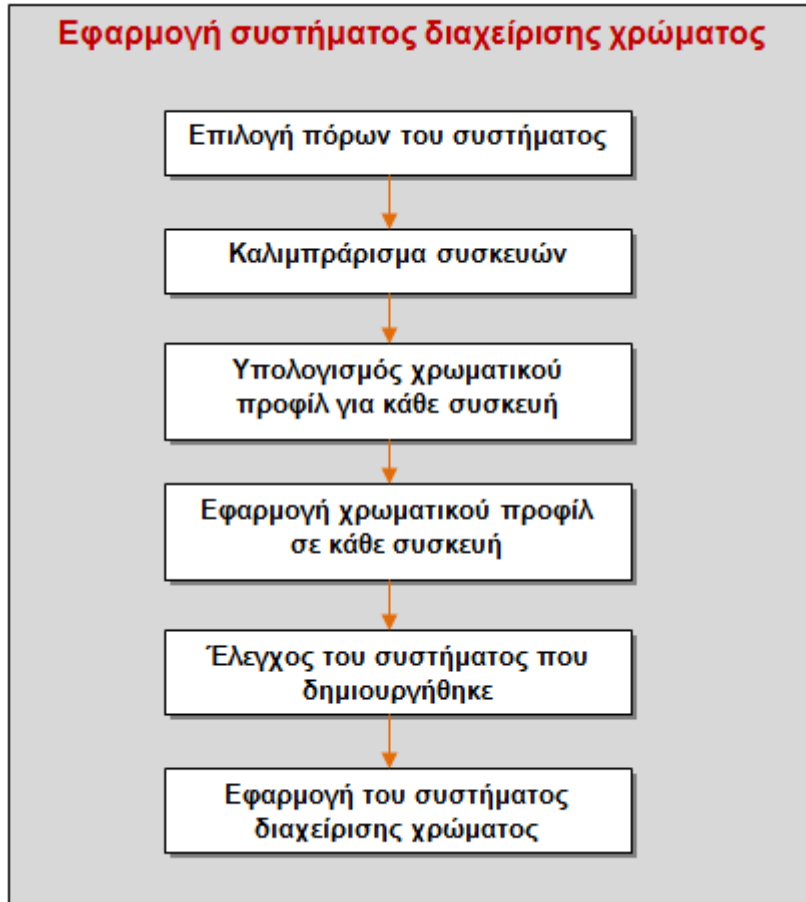 Εφαρμογή συστήματος διαχείρισης χρώματος
Επιλογή πόρων του συστήματος
Καλιμπράρισμα συσκευών
Υπολογισμός χρωματικού
προφίλ για κάθε συσκευή
Εφαρμογή χρωματικού προφίλ
σε κάθε συσκευή
Έλεγχος του συστήματος που
δημιουργήθηκε
Εφαρμογή του συστήματος
διαχείρισης χρώματος